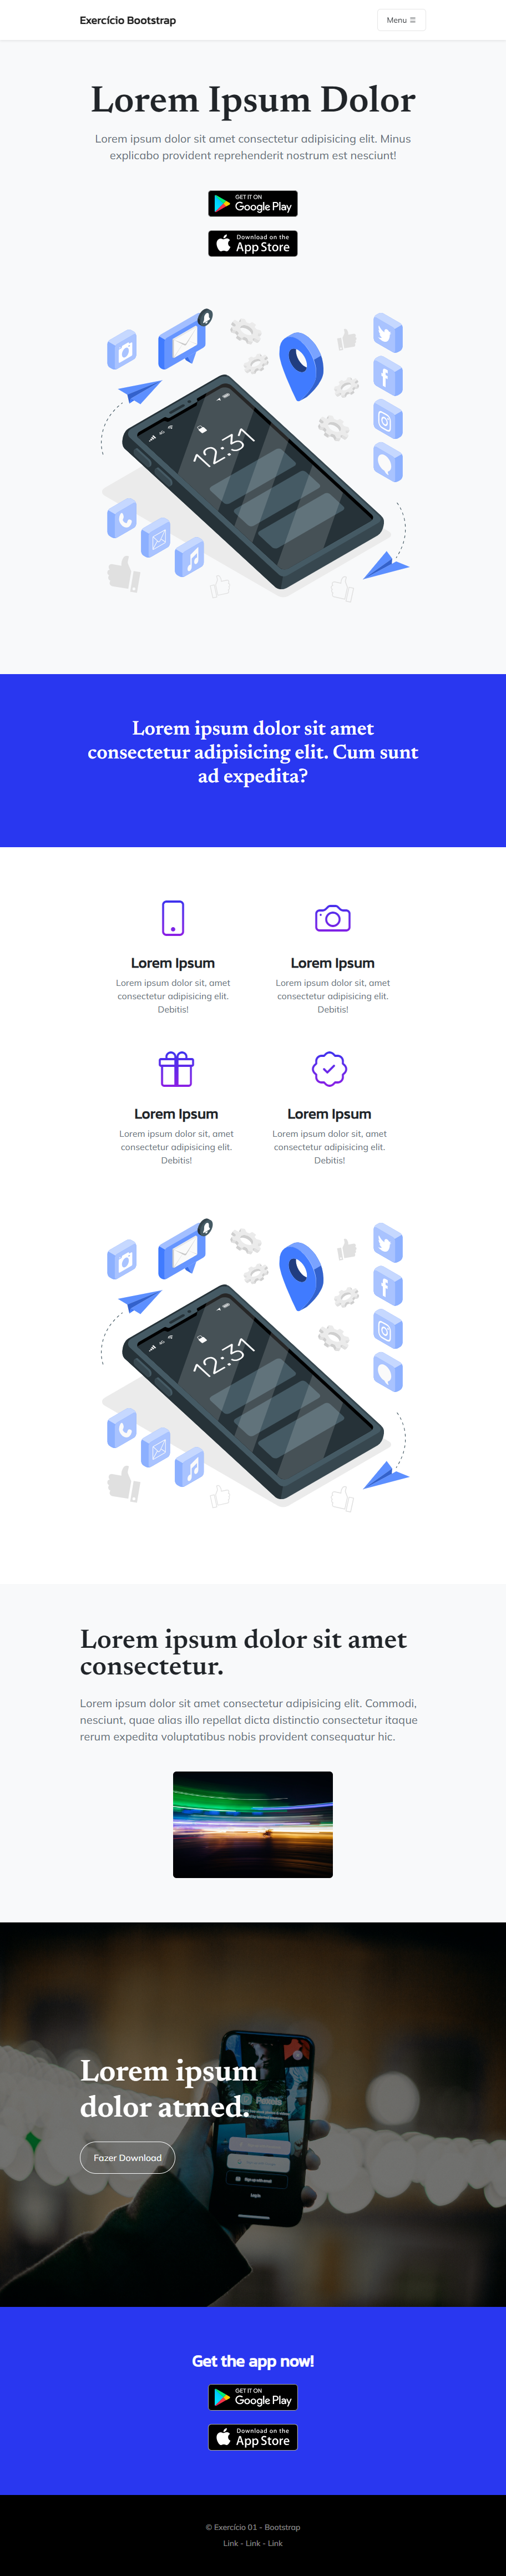 Exercício Bootstrap
Menu ☰
Lorem Ipsum Dolor
Lorem ipsum dolor sit amet consectetur adipisicing elit. Minus
explicabo provident reprehenderit nostrum est nesciunt!
GET IT ON
Google Play
Download on the
App Store
12:31
Lorem ipsum dolor sit amet
consectetur adipisicing elit. Cum sunt
ad expedita?
Lorem Ipsum
Lorem ipsum dolor sit, amet
consectetur adipisicing elit.
Debitis!
Lorem Ipsum
Lorem ipsum dolor sit, amet
consectetur adipisicing elit.
Debitis!
Lorem Ipsum
Lorem ipsum dolor sit, amet
consectetur adipisicing elit.
Debitis!
Lorem Ipsum
Lorem ipsum dolor sit, amet
consectetur adipisicing elit.
Debitis!
12:31
Lorem ipsum dolor sit amet
consectetur.
Lorem ipsum dolor sit amet consectetur adipisicing elit. Commodi,
nesciunt, quae alias illo repellat dicta distinctio consectetur itaque
rerum expedita voluptatibus nobis provident consequatur hic.
Lorem ipsum
dolor atmed.
Fazer Download
Get the app now!
GET IT ON
Google Play
Download on the
App Store
© Exercício 01 - Bootstrap
Link - Link - Link